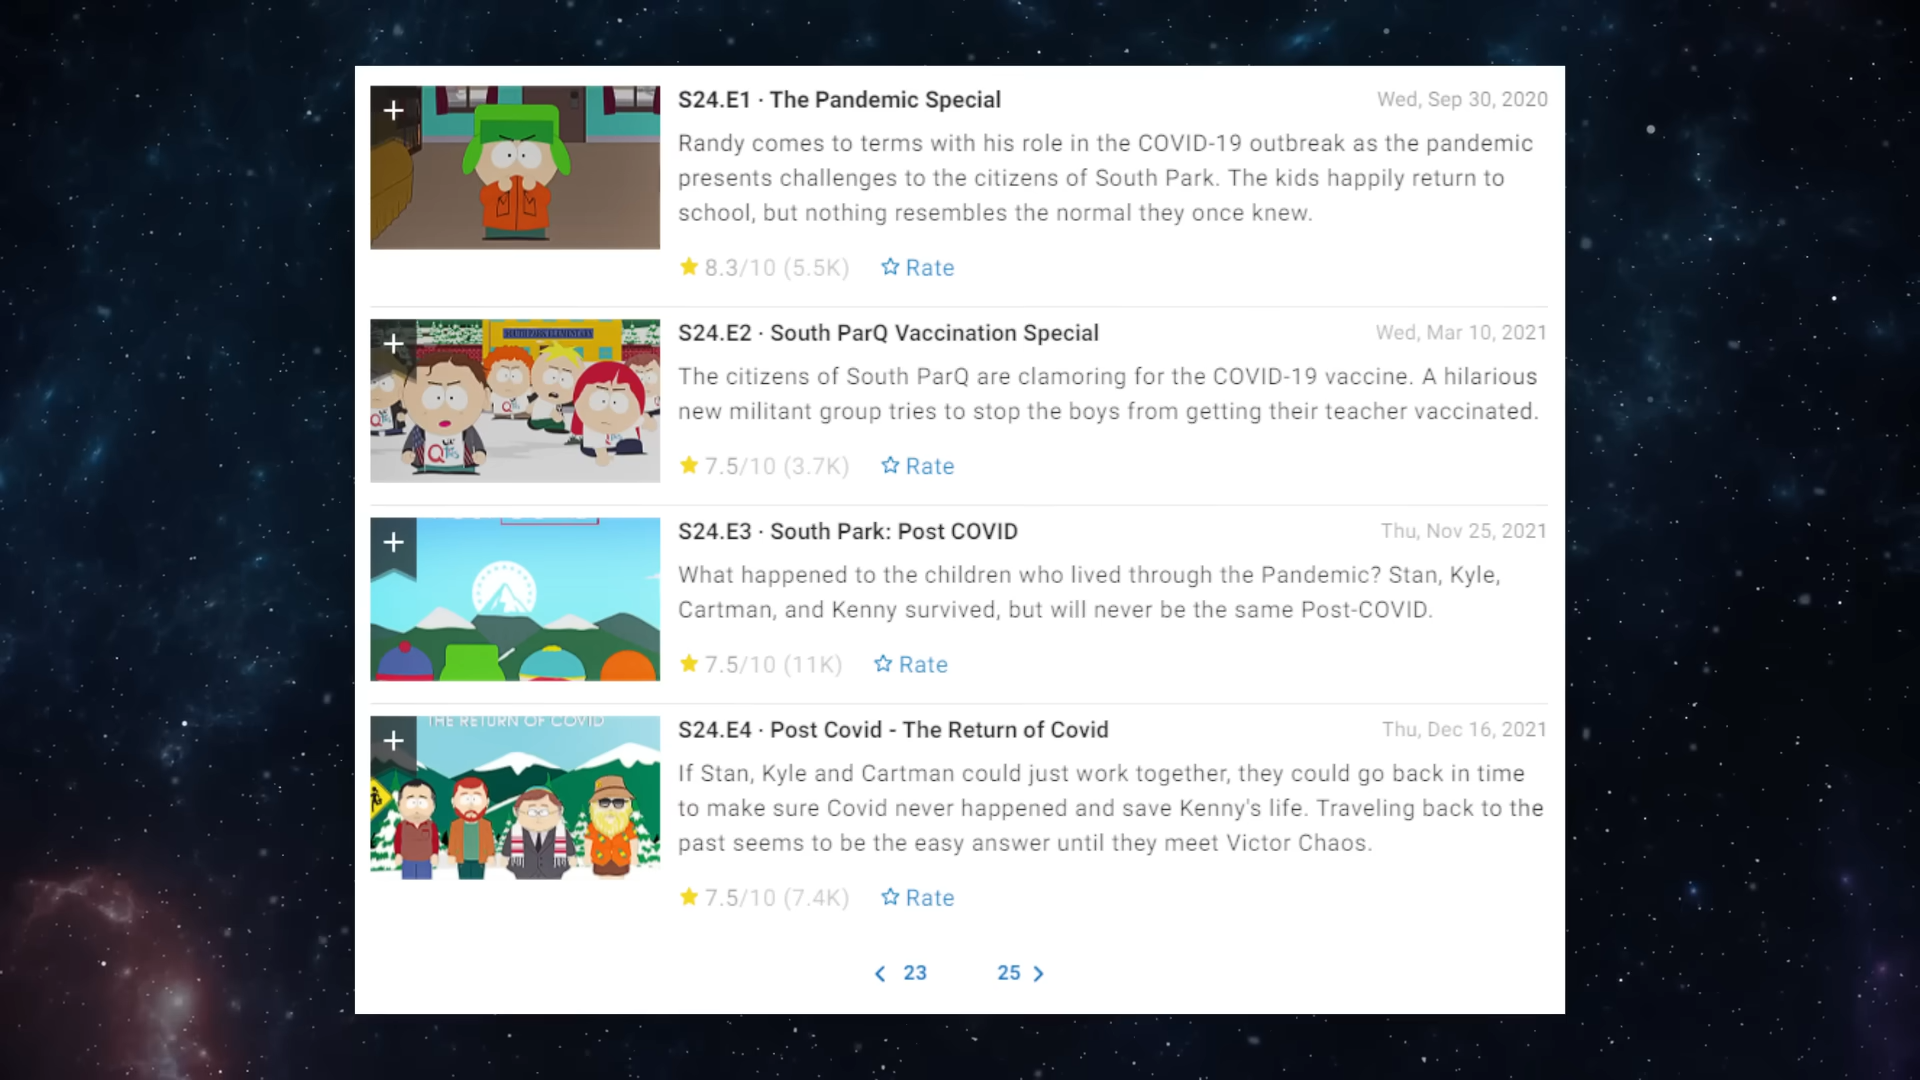 S24.E1 · The Pandemic Special
Wed, Sep 30, 2020
Randy comes to terms with his role in the COVID-19 outbreak as the pandemic
presents challenges to the citizens of South Park. The kids happily return to
school, but nothing resembles the normal they once knew.
8.3/10 (5.5K)
Rate
SOUTH PARK ELEMENTARY
S24.E2 · South ParQ Vaccination Special
Wed, Mar 10, 2021
The citizens of South ParQ are clamoring for the COVID-19 vaccine. A hilarious
new militant group tries to stop the boys from getting their teacher vaccinated.
7.5/10 (3.7K)
Rate
S24.E3 · South Park: Post COVID
Thu, Nov 25, 2021
What happened to the children who lived through the Pandemic? Stan, Kyle,
Cartman, and Kenny survived, but will never be the same Post-COVID.
7.5/10 (11K)
Rate
THE RETURN OF COVID
S24.E4 · Post Covid - The Return of Covid
Thu, Dec 16, 2021
If Stan, Kyle and Cartman could just work together, they could go back in time
to make sure Covid never happened and save Kenny's life. Traveling back to the
past seems to be the easy answer until they meet Victor Chaos.
7.5/10 (7.4K)
Rate
23
25